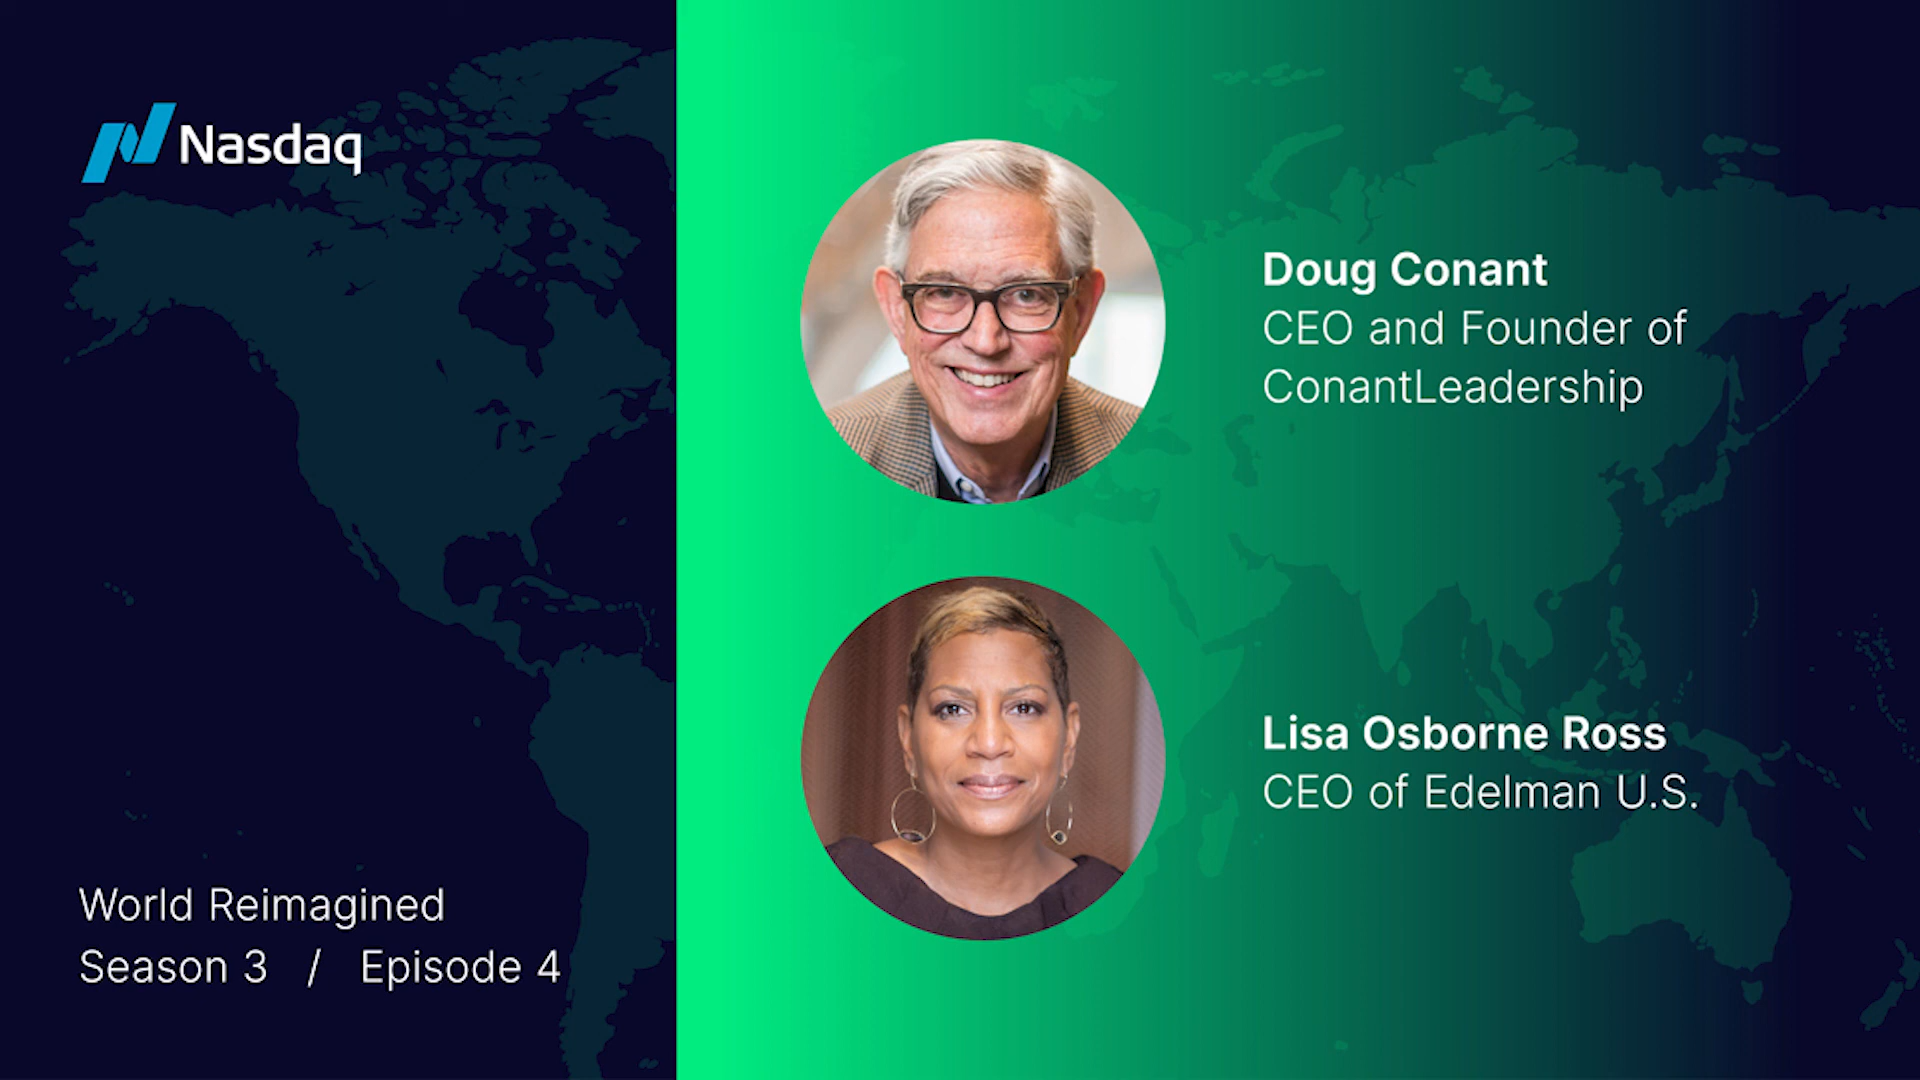 Nasdaq
World Reimagined
Season 3 / Episode 4
Doug Conant
CEO and Founder of
ConantLeadership
Lisa Osborne Ross
CEO of Edelman U.S.